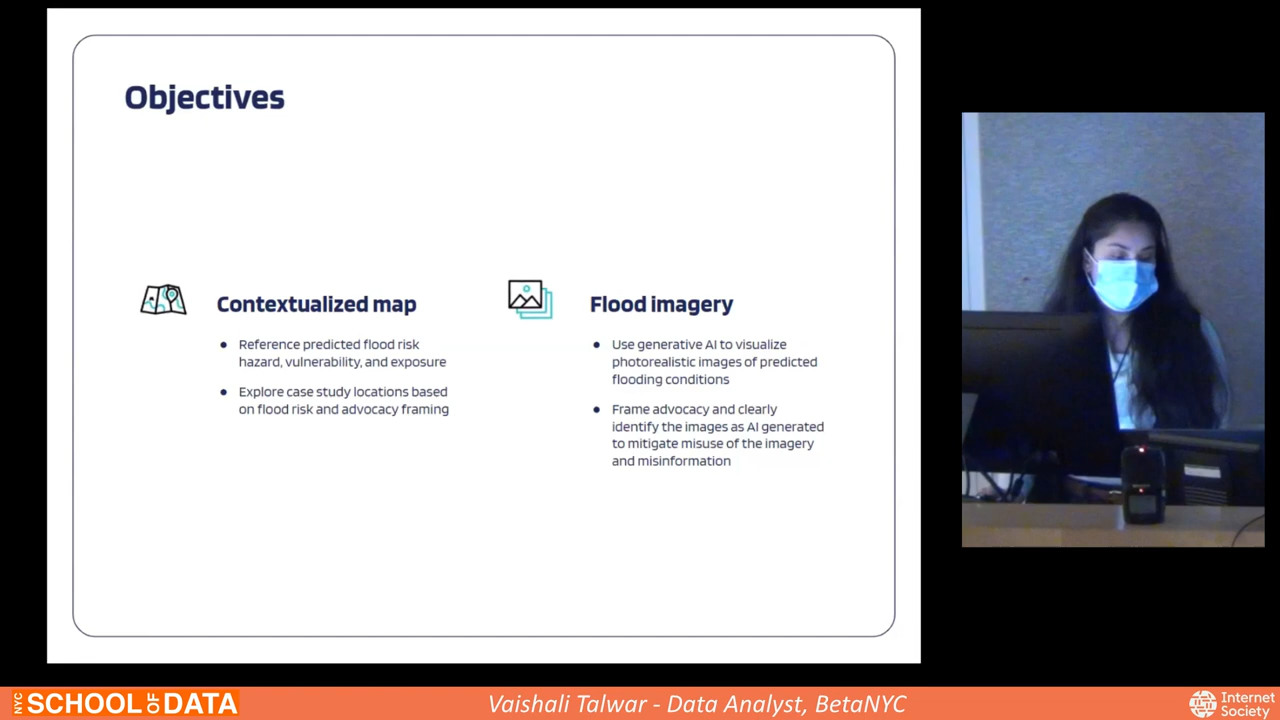 Objectives
Contextualized map
● Reference predicted flood risk
hazard, vulnerability, and exposure
● Explore case study locations based
on flood risk and advocacy framing
Flood imagery
● Use generative AI to visualize
photorealistic images of predicted
flooding conditions
● Frame advocacy and clearly
identify the images as AI generated
to mitigate misuse of the imagery
and misinformation
NYC SCHOOL OF DATA
Vaishali Talwar - Data Analyst, BetaNYC
Internet
Society